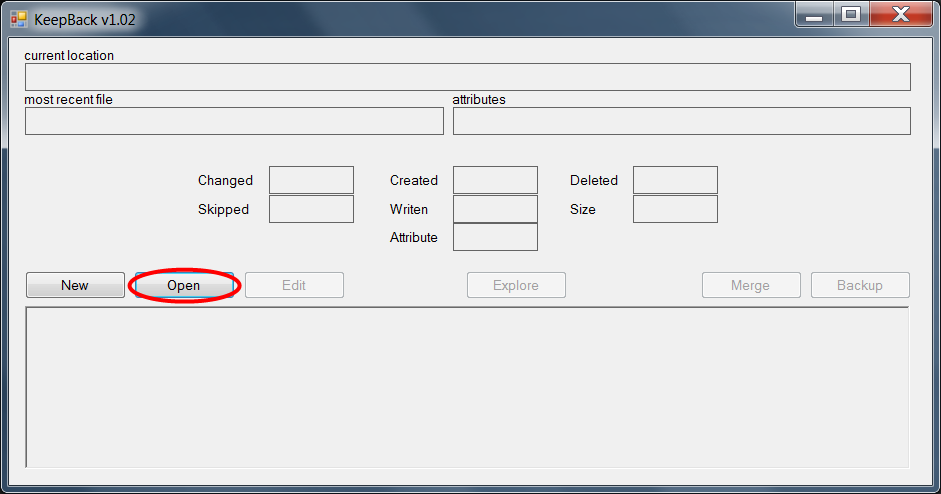 KeepBack v1.02
current location
most recent file attributes
Changed Created Deleted
Skipped Writen Size
Attribute
New Open Edit Explore Merge Backup